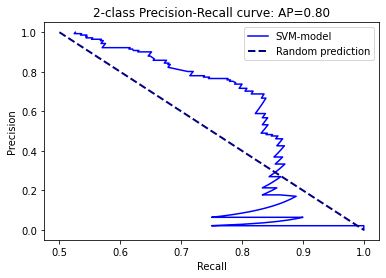 2-class Precision-Recall curve: AP=0.80
SVM-model
Random prediction
Precision
1.0
0.8
0.6
0.4
0.2
0.0
0.5
0.6
0.7
0.8
0.9
1.0
Recall